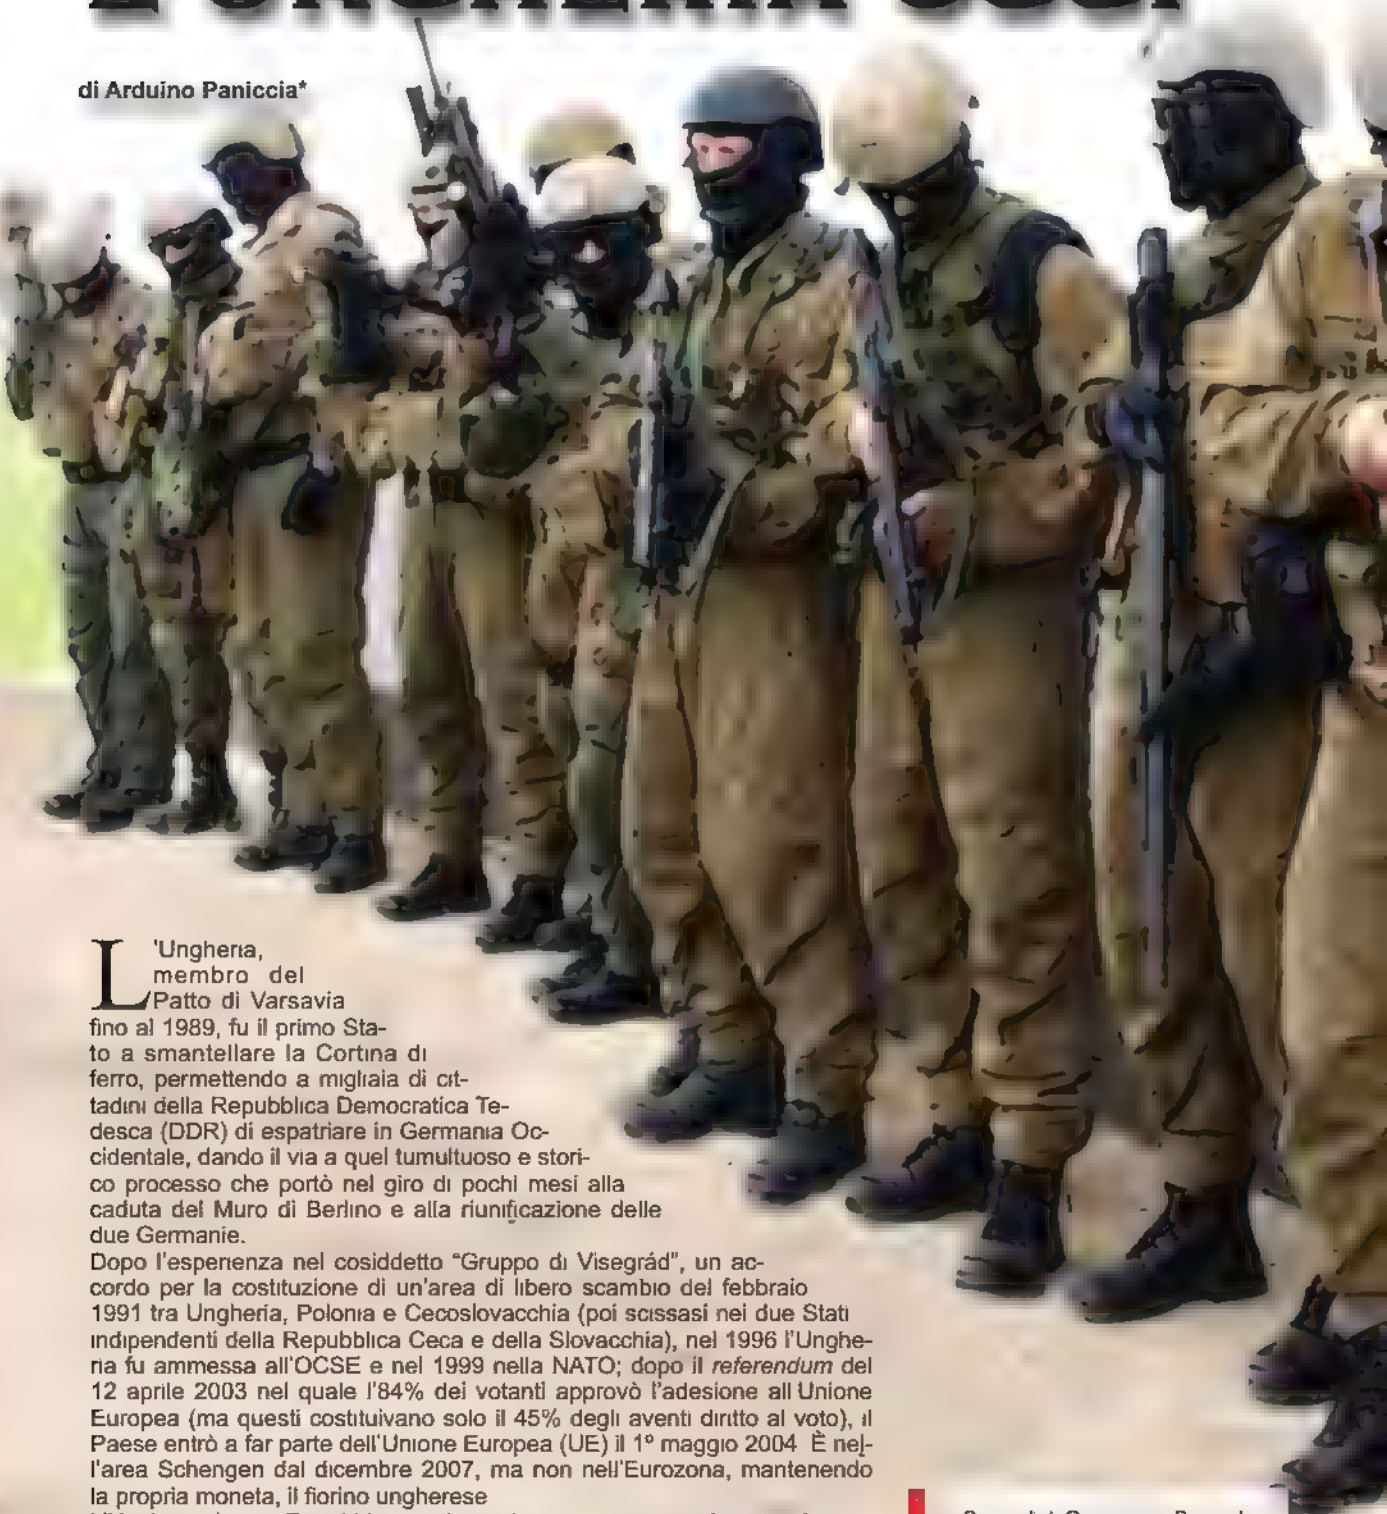 L'UNGHERIA OGGI
di Arduino Paniccia*
L'Ungheria,
membro del
Patto di Varsavia
fino al 1989, fu il primo Sta-
to a smantellare la Cortina di
ferro, permettendo a migliaia di cit-
tadini della Repubblica Democratica Te-
desca (DDR) di espatriare in Germania Oc-
cidentale, dando il via a quel tumultuoso e stori-
co processo che portò nel giro di pochi mesi alla
caduta del Muro di Berlino e alla riunificazione delle
due Germanie.
Dopo l'esperienza nel cosiddetto “Gruppo di Visegrád”, un ac-
cordo per la costituzione di un'area di libero scambio del febbraio
1991 tra Ungheria, Polonia e Cecoslovacchia (poi scissasi nei due Stati
indipendenti della Repubblica Ceca e della Slovacchia), nel 1996 l'Unghe-
ria fu ammessa all'OCSE e nel 1999 nella NATO; dopo il referendum del
12 aprile 2003 nel quale l'84% dei votanti approvò l'adesione all'Unione
Europea (ma questi costituivano solo il 45% degli aventi diritto al voto), il
Paese entrò a far parte dell'Unione Europea (UE) il 1º maggio 2004 È nel-
l'area Schengen dal dicembre 2007, ma non nell'Eurozona, mantenendo
la propria moneta, il fiorino ungherese